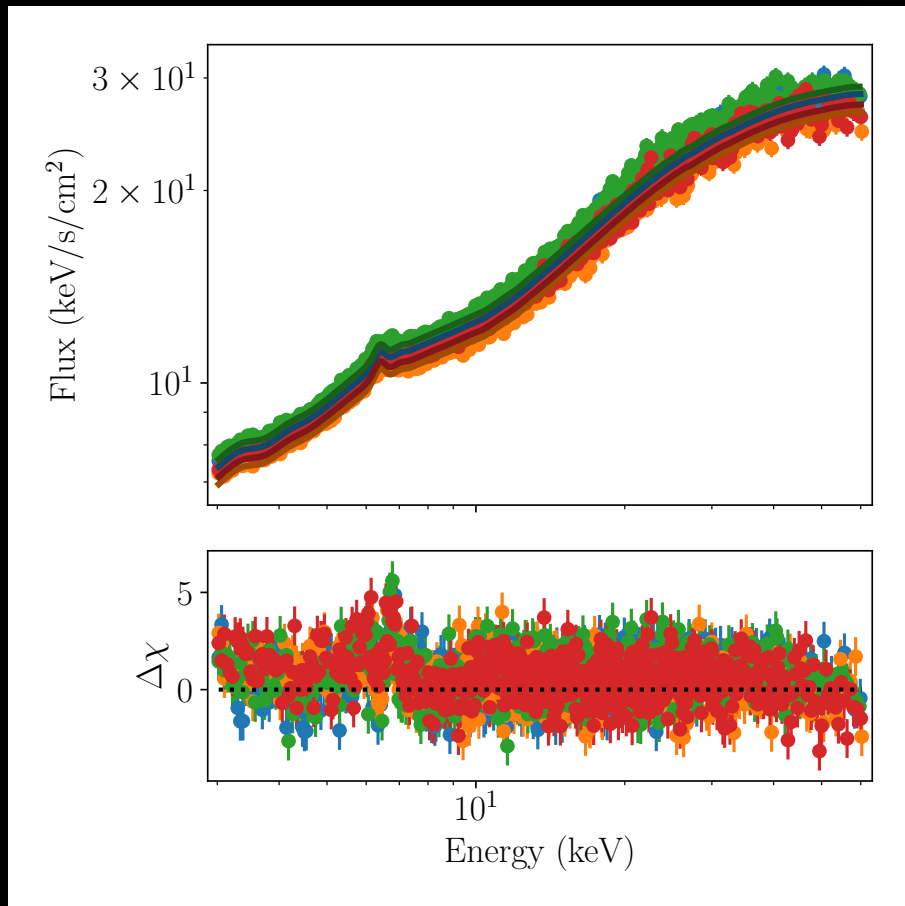 3 × 10¹
2 × 10¹
10¹
Flux (keV/s/cm²)
5
0
Δχ
10¹
Energy (keV)